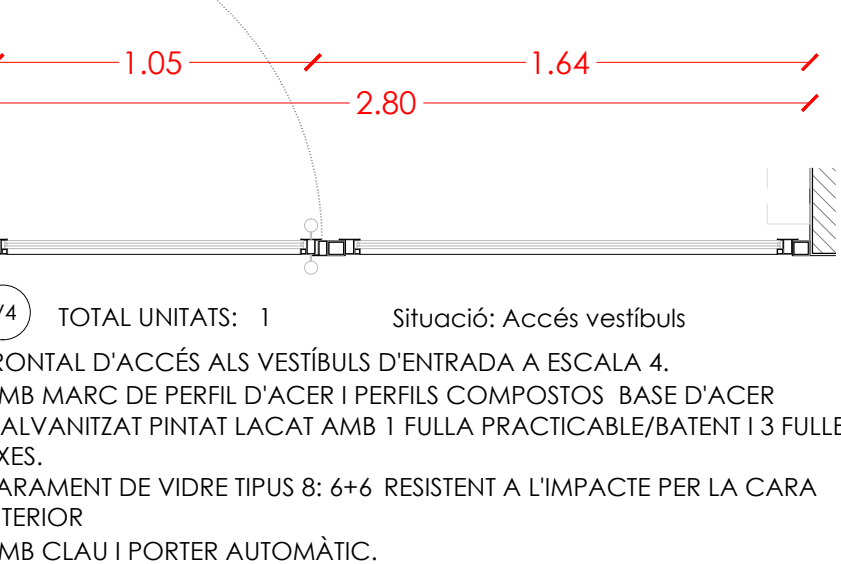 1.05 1.64
2.80
/4 TOTAL UNITATS: 1 Situació: Accés vestíbuls
RONTAL D'ACCÉS ALS VESTÍBULS D'ENTRADA A ESCALA 4.
MB MARC DE PERFIL D'ACER I PERFILS COMPOSTOS BASE D'ACER
ALVANITZAT PINTAT LACAT AMB 1 FULLA PRACTICABLE/BATENT I 3 FULLE
XES.
ARAMENT DE VIDRE TIPUS 8: 6+6 RESISTENT A L'IMPACTE PER LA CARA
TERIOR
MB CLAU I PORTER AUTOMÀTIC.